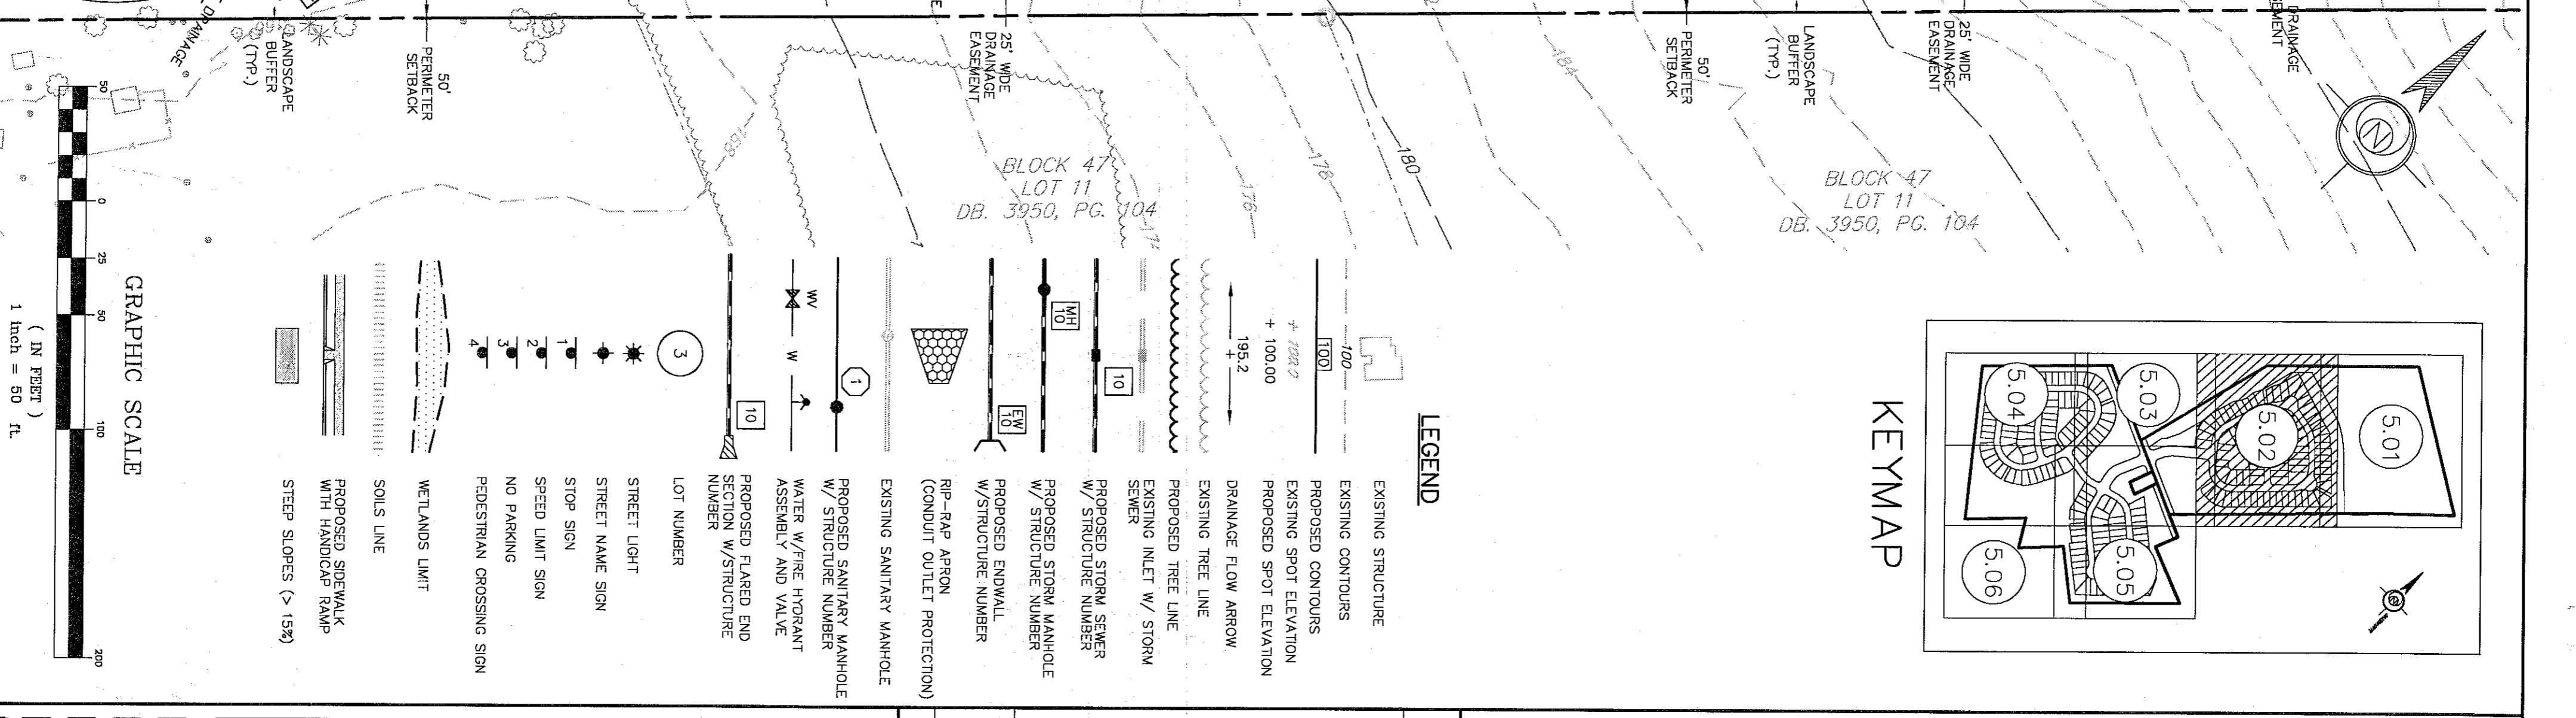 DRAINAGE
LANDSCAPE
BUFFER
(TYP.)
50'
PERIMETER
SETBACK
25' WIDE
DRAINAGE
EASEMENT
50'
PERIMETER
SETBACK
LANDSCAPE
BUFFER
(TYP.)
25' WIDE
DRAINAGE
EASEMENT
DRAINAGE
BLOCK 47
LOT 11
DB. 3950, PG. 104
BLOCK 47
LOT 11
DB. 3950, PG. 104
176
178
180
184
N
KEYMAP
5.01
5.02
5.03
5.04
5.05
5.06
LEGEND
EXISTING STRUCTURE
100
EXISTING CONTOURS
100
PROPOSED CONTOURS
+ 100.0
EXISTING SPOT ELEVATION
+ 100.00
PROPOSED SPOT ELEVATION
195.2
+
DRAINAGE FLOW ARROW
EXISTING TREE LINE
PROPOSED TREE LINE
EXISTING INLET W/ STORM
SEWER
10
PROPOSED STORM SEWER
W/ STRUCTURE NUMBER
MH
10
PROPOSED STORM MANHOLE
W/ STRUCTURE NUMBER
EW
10
PROPOSED ENDWALL
W/STRUCTURE NUMBER
RIP-RAP APRON
(CONDUIT OUTLET PROTECTION)
EXISTING SANITARY MANHOLE
1
PROPOSED SANITARY MANHOLE
W/ STRUCTURE NUMBER
WV
W
WATER W/FIRE HYDRANT
ASSEMBLY AND VALVE
10
PROPOSED FLARED END
SECTION W/STRUCTURE
NUMBER
3
LOT NUMBER
STREET LIGHT
STREET NAME SIGN
1
STOP SIGN
2
SPEED LIMIT SIGN
3
NO PARKING
4
PEDESTRIAN CROSSING SIGN
WETLANDS LIMIT
SOILS LINE
PROPOSED SIDEWALK
WITH HANDICAP RAMP
STEEP SLOPES (> 15%)
GRAPHIC SCALE
50
0
25
50
100
200
( IN FEET )
1 inch = 50 ft.